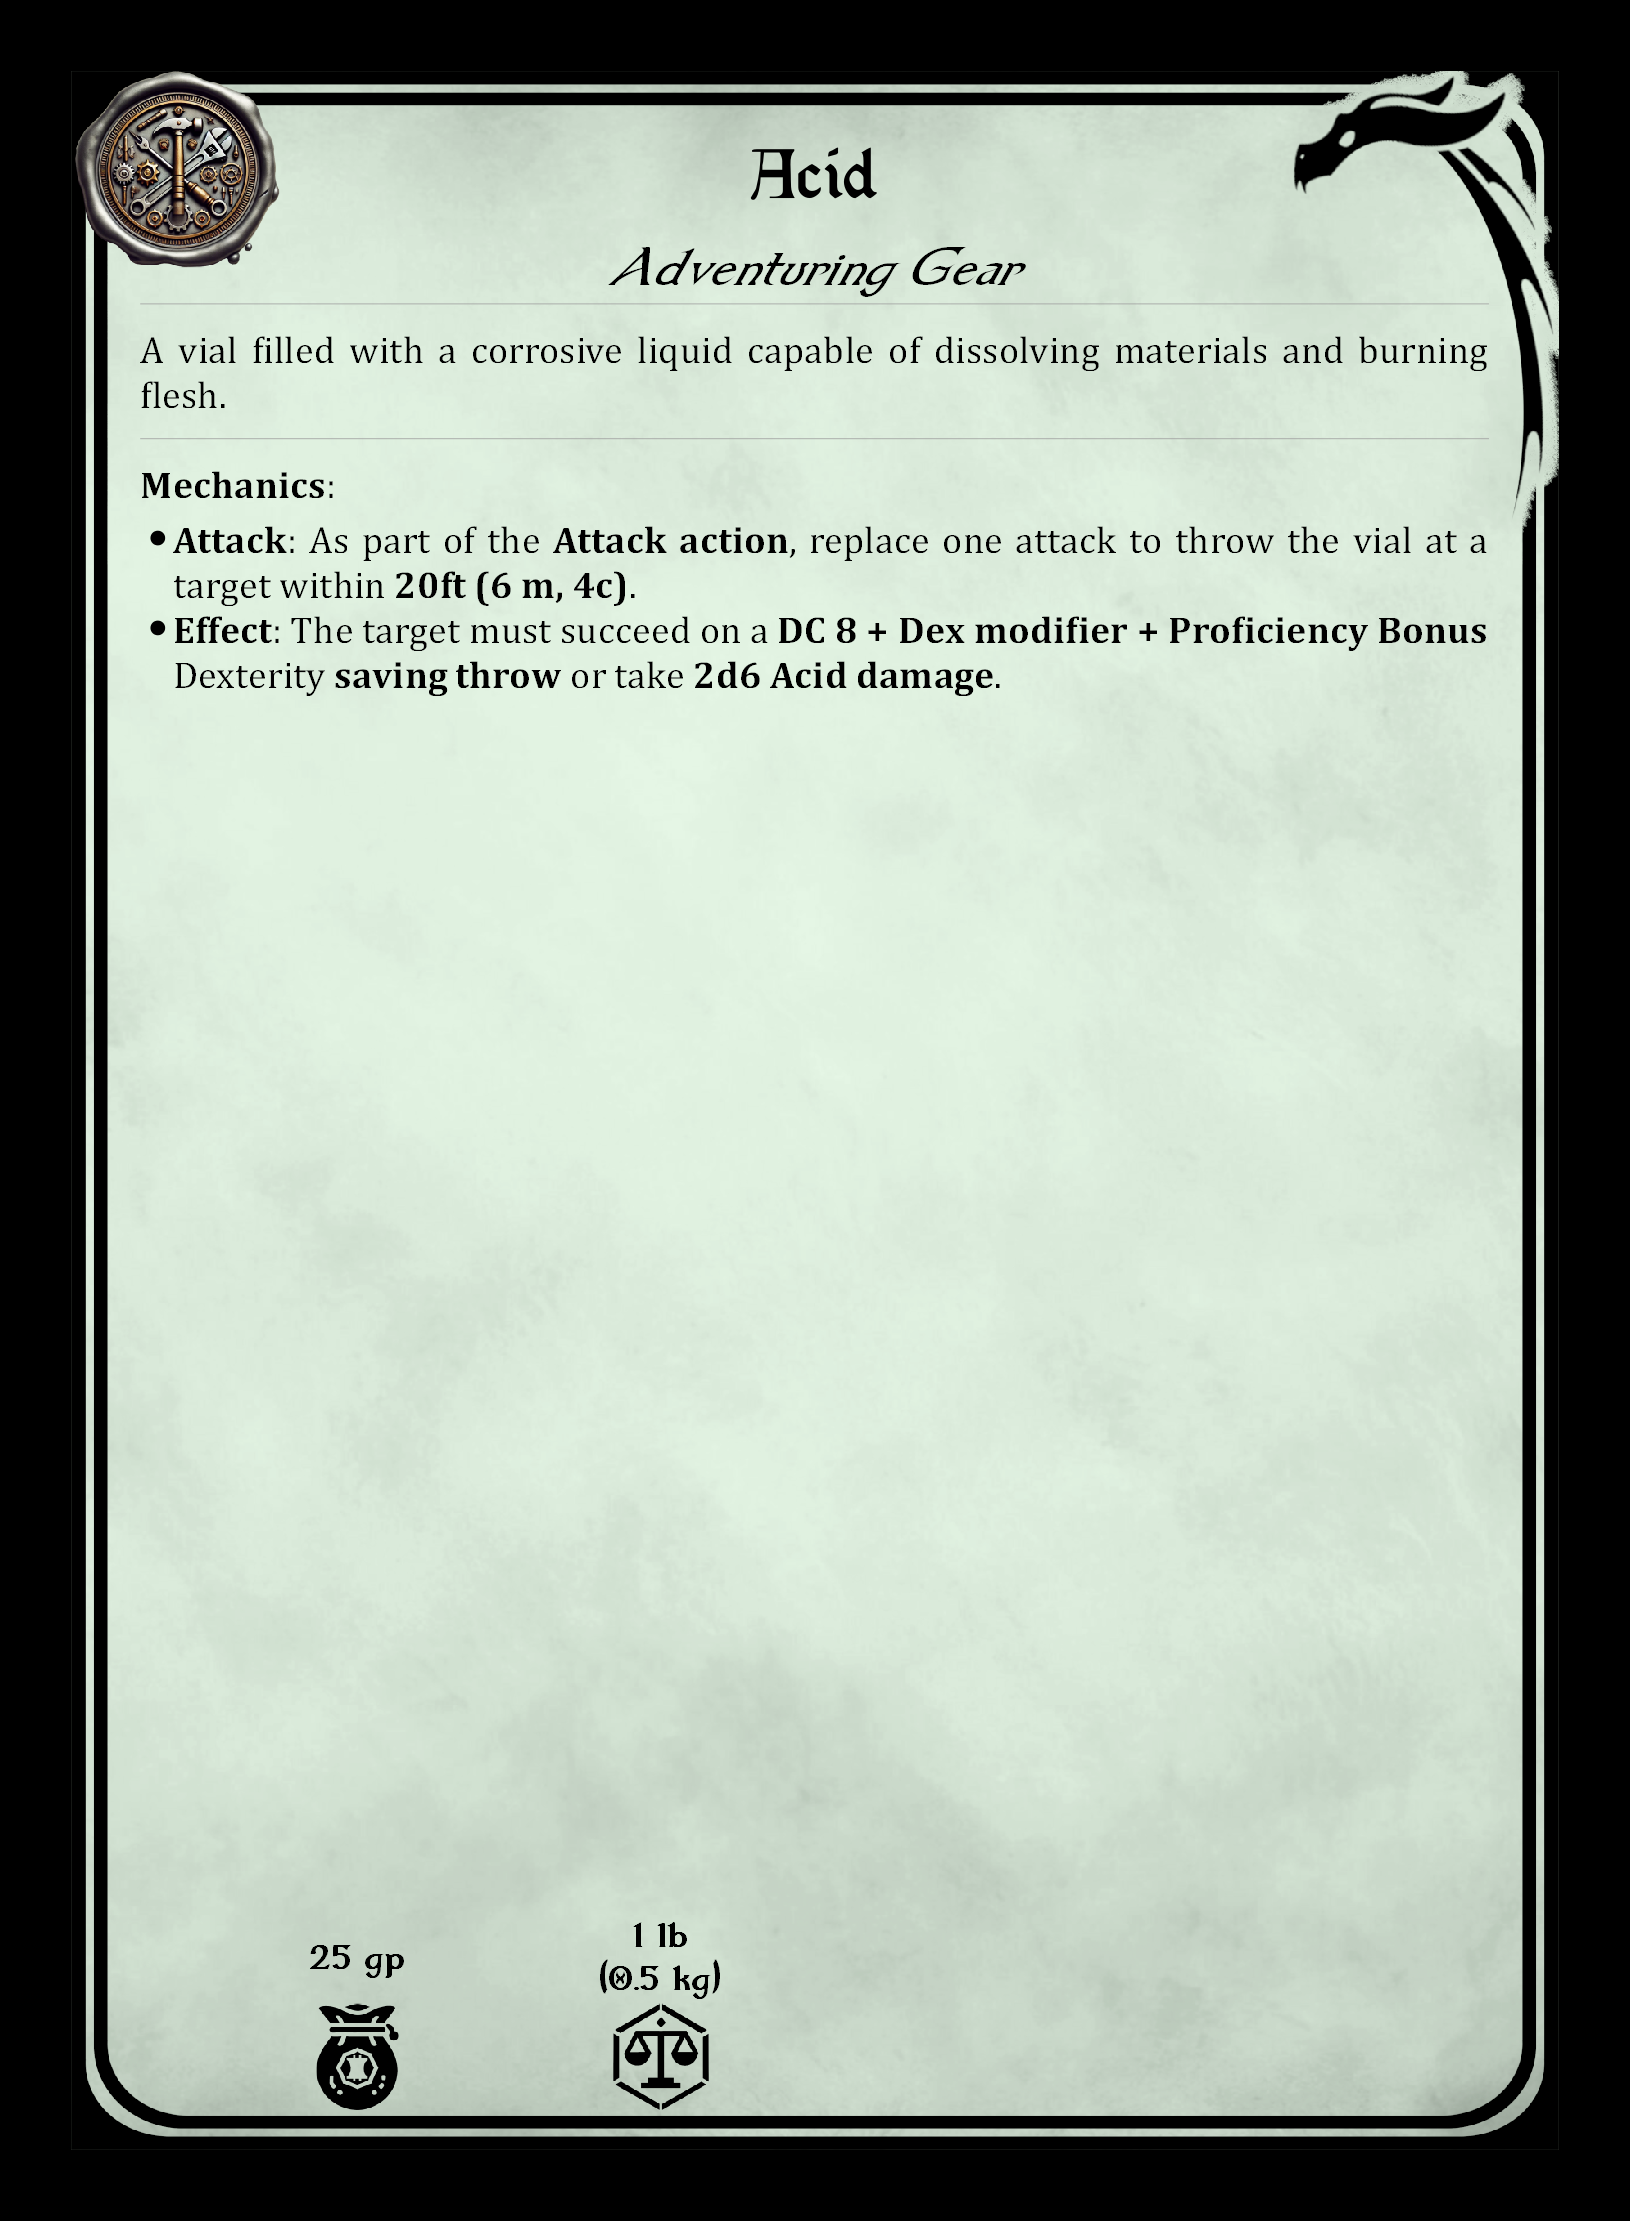 Acid
Adventuring Gear
A vial filled with a corrosive liquid capable of dissolving materials and burning
flesh.
Mechanics:
• Attack: As part of the Attack action, replace one attack to throw the vial at a
target within 20ft (6 m, 4c).
• Effect: The target must succeed on a DC 8 + Dex modifier + Proficiency Bonus
Dexterity saving throw or take 2d6 Acid damage.
25 gp
1 lb
(0.5 kg)